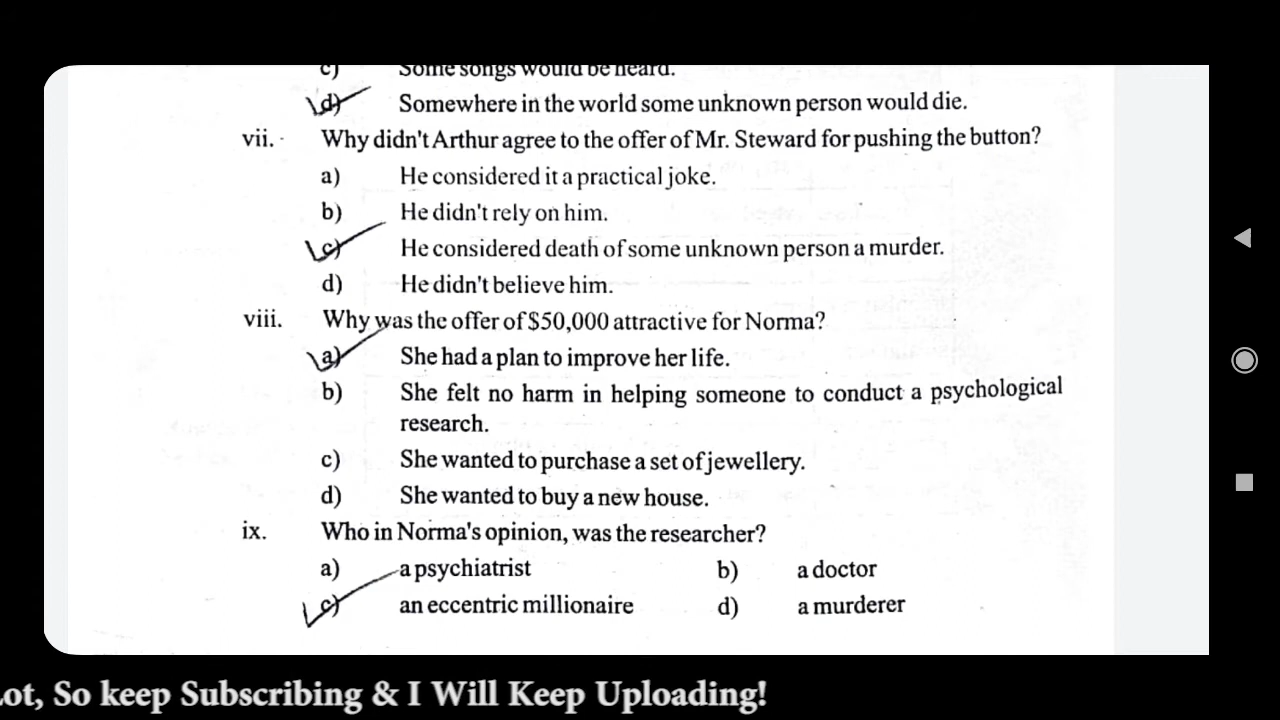 c) Some songs would be heard.
d) Somewhere in the world some unknown person would die.
vii. Why didn't Arthur agree to the offer of Mr. Steward for pushing the button?
a) He considered it a practical joke.
b) He didn't rely on him.
c) He considered death of some unknown person a murder.
d) He didn't believe him.
viii. Why was the offer of $50,000 attractive for Norma?
a) She had a plan to improve her life.
b) She felt no harm in helping someone to conduct a psychological
research.
c) She wanted to purchase a set of jewellery.
d) She wanted to buy a new house.
ix. Who in Norma's opinion, was the researcher?
a) a psychiatrist b) a doctor
c) an eccentric millionaire d) a murderer
Lot, So keep Subscribing & I Will Keep Uploading!